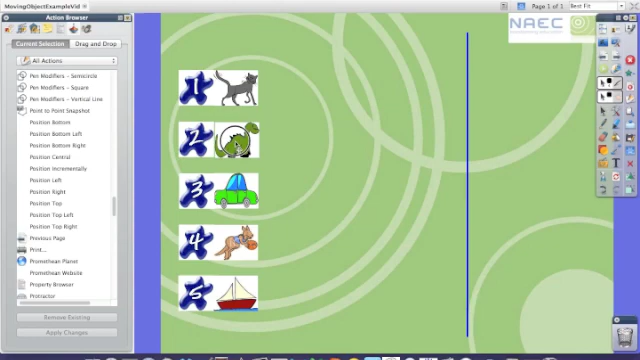 MovingObjectExampleVid
Page 1 of 1
Best Fit
Action Browser
Current Selection
Drag and Drop
All Actions
Pen Modifiers - Semicircle
Pen Modifiers - Square
Pen Modifiers - Vertical Line
Point to Point Snapshot
Position Bottom
Position Bottom Left
Position Bottom Right
Position Central
Position Incrementally
Position Left
Position Right
Position Top
Position Top Left
Position Top Right
Previous Page
Print...
Promethean Planet
Promethean Website
Property Browser
Protractor
Remove Existing
Apply Changes
NAEC
1
2
3
4
5